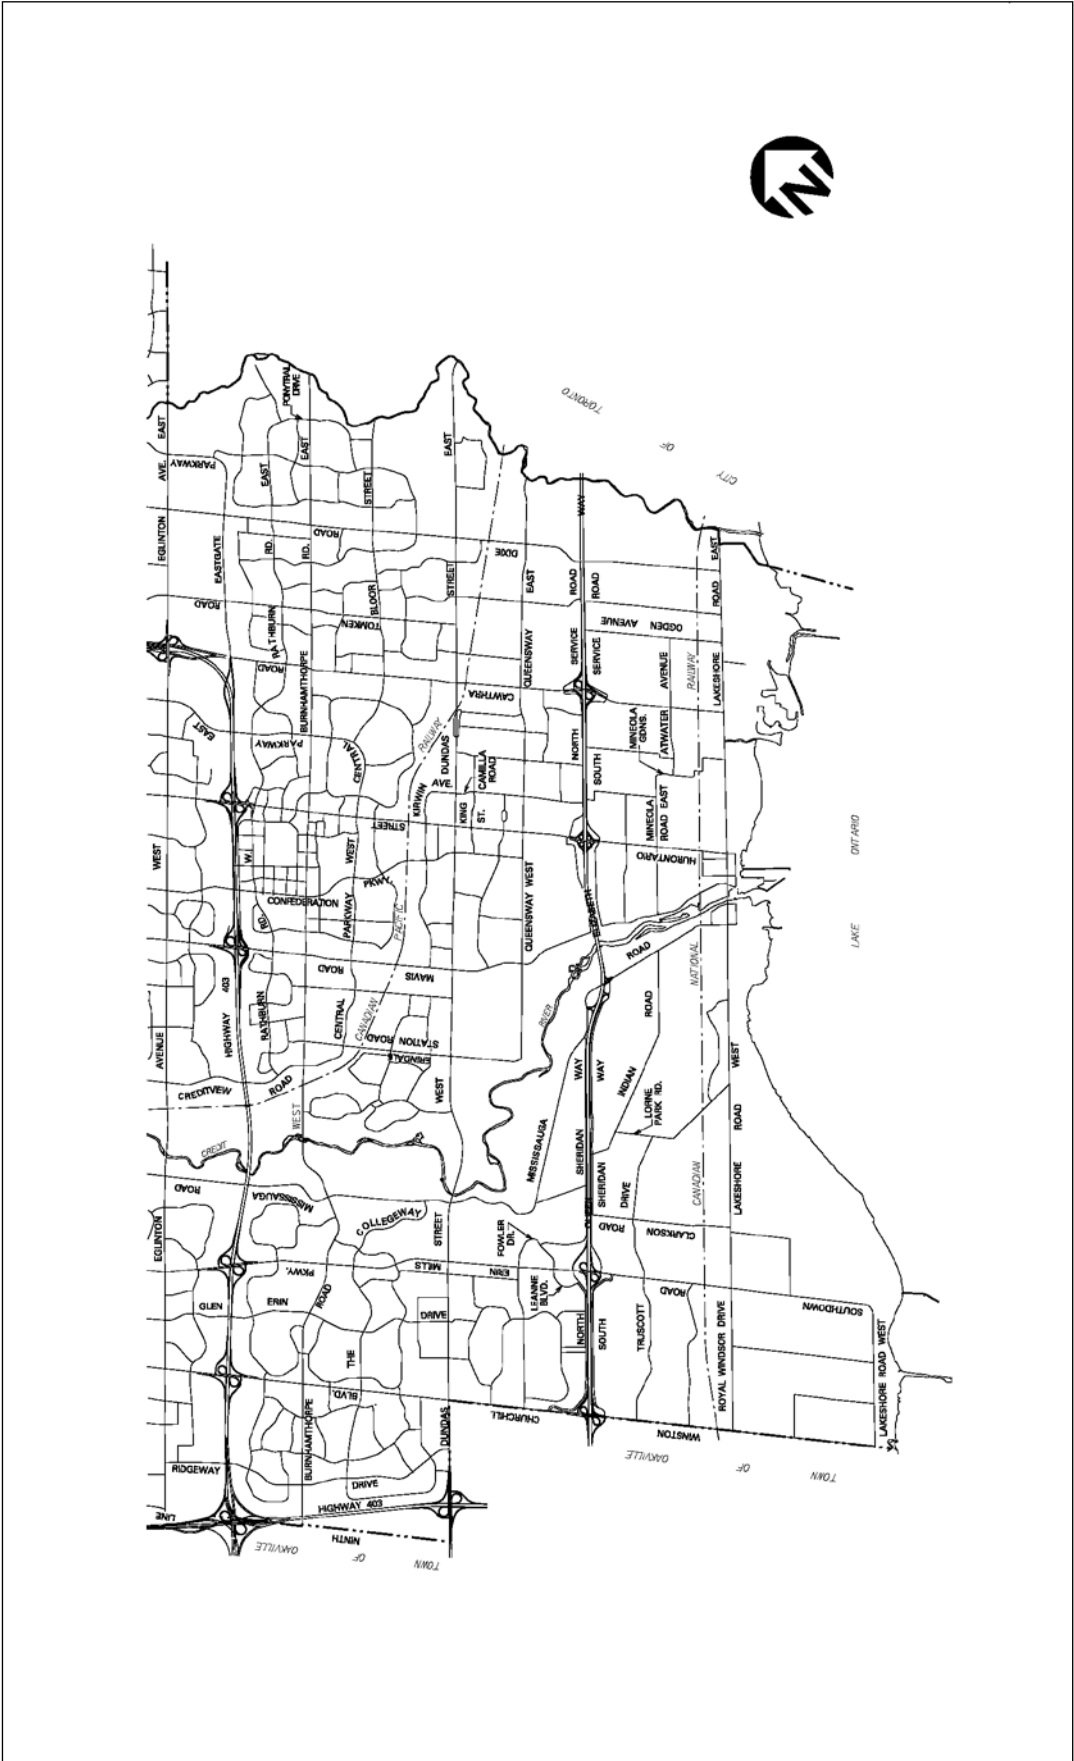 N
PONYTRAIL
DRIVE
TORONTO
OF
CITY
AVE. EAST
PARKWAY
EAST
EAST
STREET
EAST
WAY
EGLINTON
EASTGATE
ROAD
RD.
RD.
DIXIE
EAST
ROAD
ROAD
STREET
BLOOR
ROAD EAST
ROAD
RATHBURN
TOMKEN
OGDEN AVENUE
ROAD
BURNHAMTHORPE
QUEENSWAY
SERVICE
SERVICE
AVENUE
RAILWAY
LAKESHORE
CAWTHRA
EAST
PARKWAY
CENTRAL
RAILWAY
DUNDAS
CAMILLA
ROAD
NORTH
SOUTH
MINEOLA
GDNS.
ATWATER
KIRWIN
AVE.
KING
ST.
STREET
MINEOLA
ROAD EAST
HURONTARIO
WEST
W.
WEST
PKWY.
CONFEDERATION
RD.
PARKWAY
PACIFIC
QUEENSWAY WEST
ELIZABETH
LAKE ONTARIO
ROAD
MAVIS
ROAD
NATIONAL
403
HIGHWAY
RATHBURN
CENTRAL
CANADIAN
STATION ROAD
ERINDALE
RIVER
ROAD
INDIAN
AVENUE
CREDITVIEW
ROAD
WEST
WEST
WAY
WAY
LORNE
PARK RD.
WEST
ROAD
CREDIT
MISSISSAUGA
SHERIDAN
SHERIDAN
DRIVE
CANADIAN
LAKESHORE
ROAD
MISSISSAUGA
COLLEGEWAY
STREET
FOWLER
DR.
QUEEN
CLARKSON
ROAD
EGLINTON
PKWY.
MILLS
ERIN
LEANNE
BLVD.
ROAD
GLEN
ERIN
ROAD
DRIVE
NORTH
SOUTH
TRUSCOTT
ROYAL WINDSOR DRIVE
SOUTHDOWN
LAKESHORE ROAD WEST
THE
BLVD.
BURNHAMTHORPE
DUNDAS
CHURCHILL
WINSTON
TOWN OF OAKVILLE
RIDGEWAY
DRIVE
HIGHWAY 403
LINE
NINTH
TOWN OF OAKVILLE